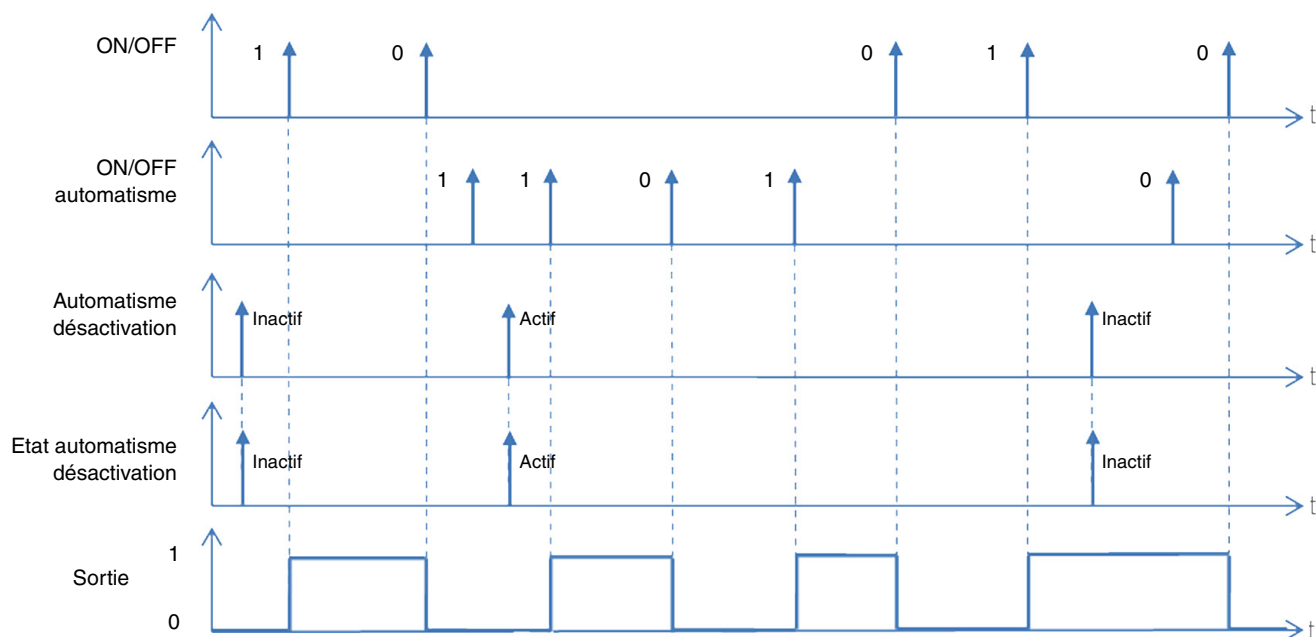 ON/OFF
1
0
0
1
0
t
ON/OFF
automatisme
1
1
0
1
0
t
Automatisme
désactivation
Inactif
Actif
Inactif
t
Etat automatisme
désactivation
Inactif
Actif
Inactif
t
Sortie
1
0
t